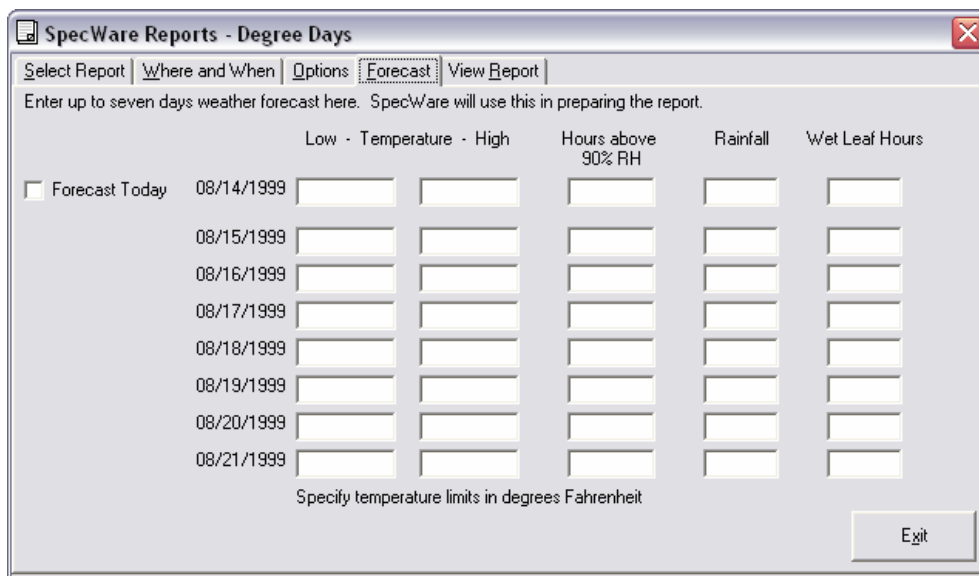 SpecWare Reports - Degree Days
Select Report Where and When Options Forecast View Report
Enter up to seven days weather forecast here. SpecWare will use this in preparing the report.
Low - Temperature - High Hours above 90% RH Rainfall Wet Leaf Hours
Forecast Today 08/14/1999
08/15/1999
08/16/1999
08/17/1999
08/18/1999
08/19/1999
08/20/1999
08/21/1999
Specify temperature limits in degrees Fahrenheit
Exit